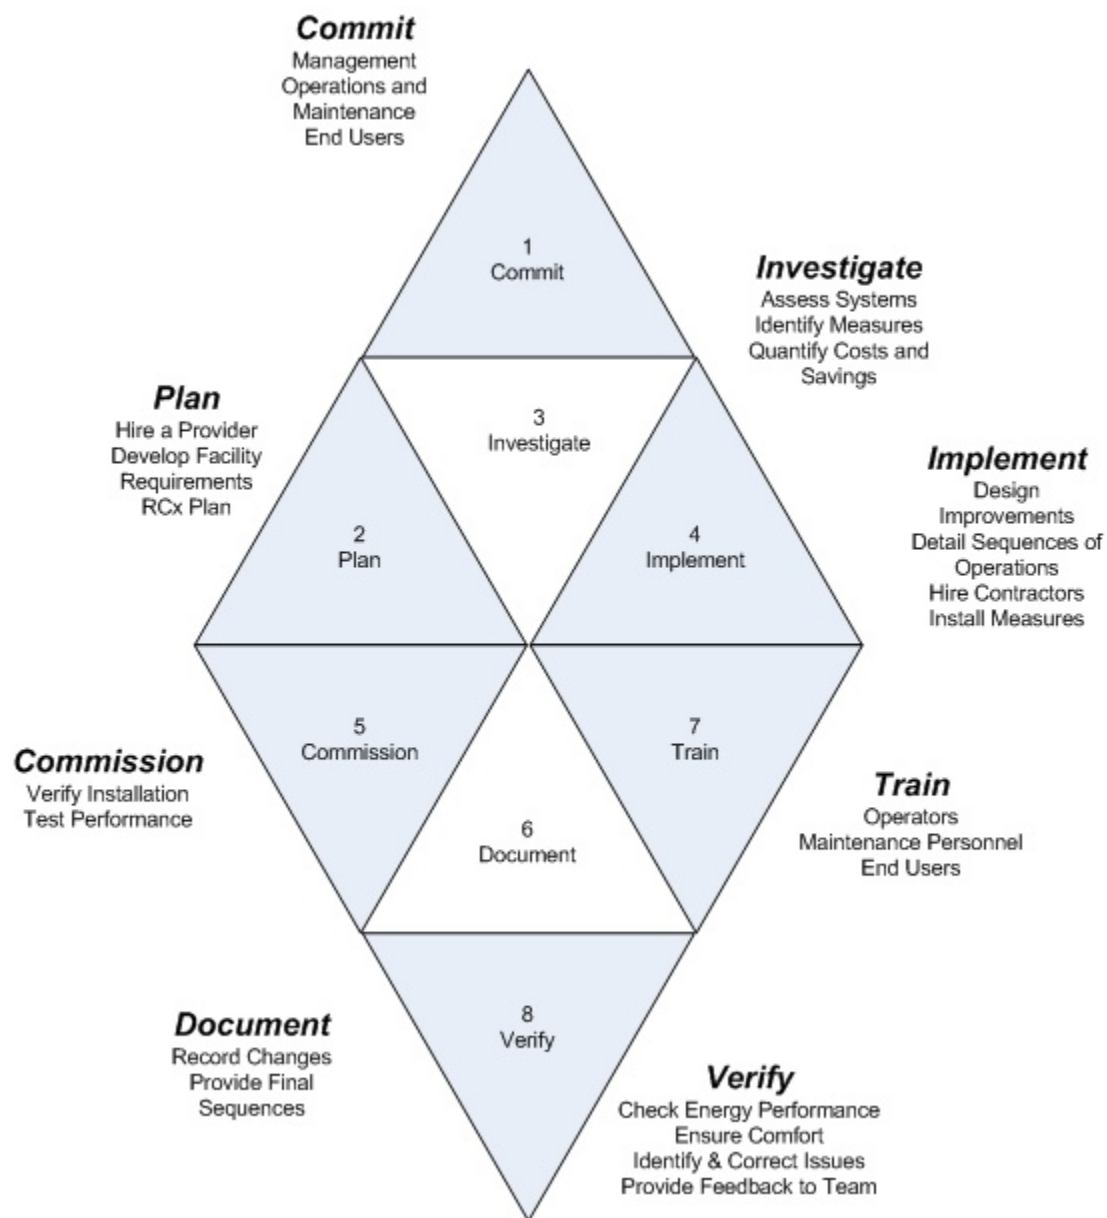 Commit
Management
Operations and
Maintenance
End Users
1
Commit
Investigate
Assess Systems
Identify Measures
Quantify Costs and
Savings
Plan
Hire a Provider
Develop Facility
Requirements
RCx Plan
3
Investigate
Implement
Design
Improvements
Detail Sequences of
Operations
Hire Contractors
Install Measures
2
Plan
4
Implement
5
Commission
7
Train
Commission
Verify Installation
Test Performance
Train
Operators
Maintenance Personnel
End Users
6
Document
Document
Record Changes
Provide Final
Sequences
8
Verify
Verify
Check Energy Performance
Ensure Comfort
Identify & Correct Issues
Provide Feedback to Team